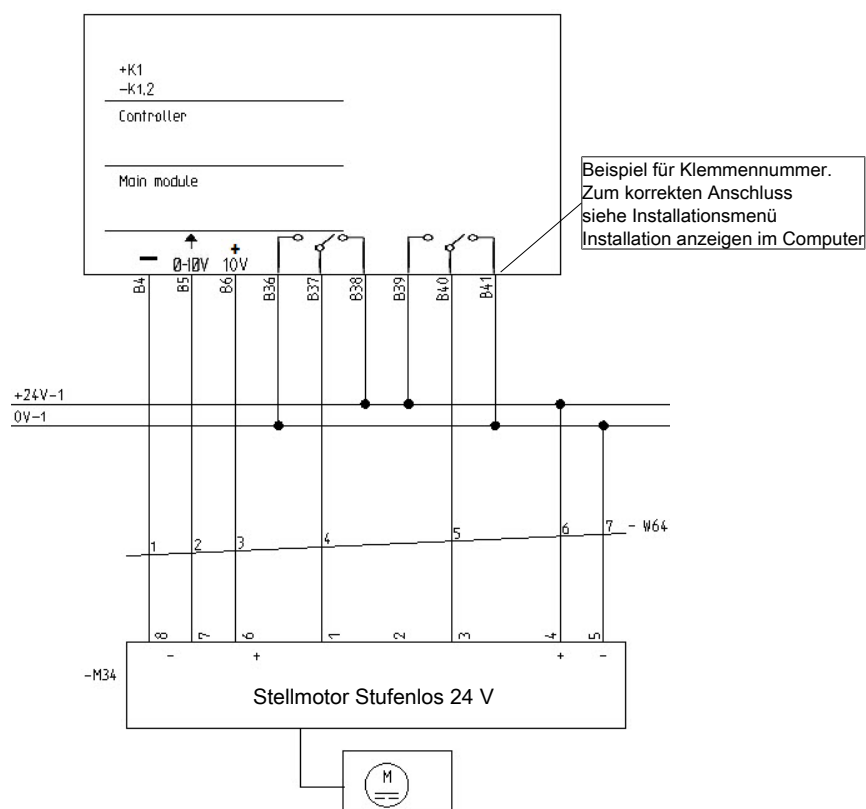 +K1
-K1.2
Controller
Main module
Beispiel für Klemmennummer.
Zum korrekten Anschluss
siehe Installationsmenü
Installation anzeigen im Computer
- 0-10V + 10V
B4 B5 B6 B36 B37 B38 B39 B40 B41
+24V-1
0V-1
1 2 3 4 5 6 7 - W64
8 7 6 1 2 3 4 5
- + + -
-M34
Stellmotor Stufenlos 24 V
M